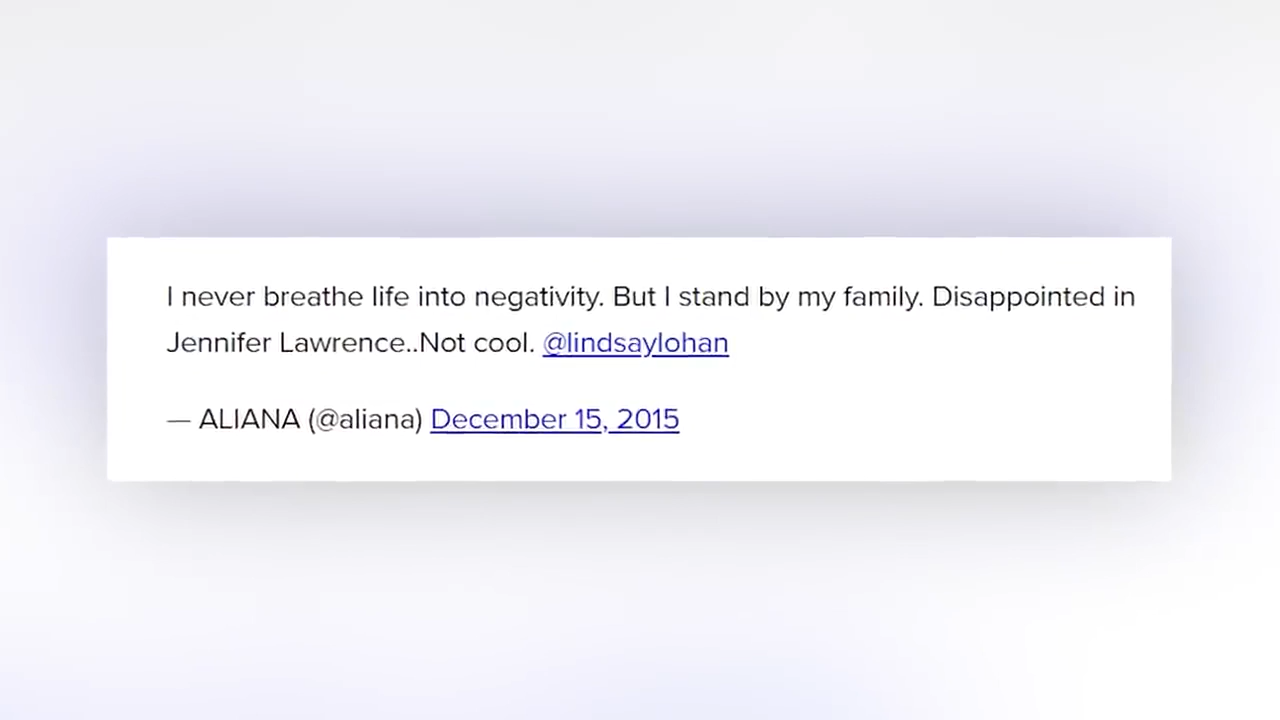 I never breathe life into negativity. But I stand by my family. Disappointed in
Jennifer Lawrence..Not cool. @lindsaylohan
— ALIANA (@aliana) December 15, 2015